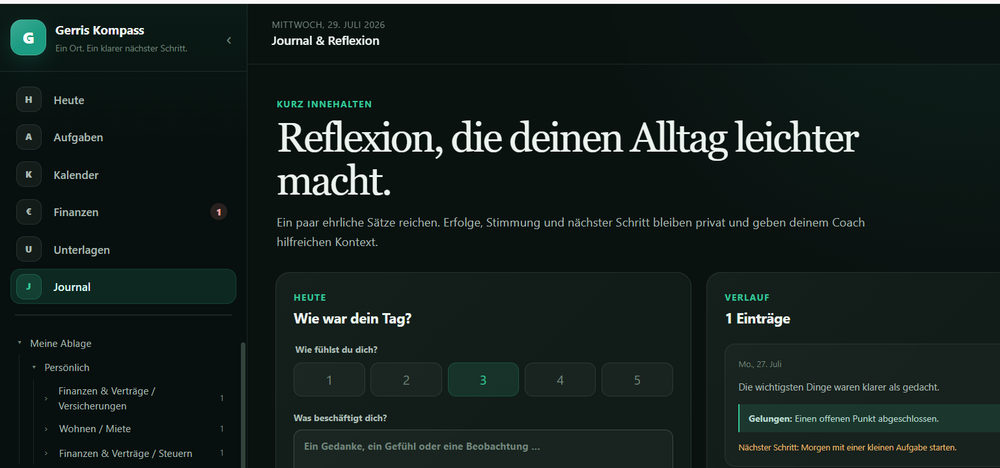 G
Gerris Kompass
Ein Ort. Ein klarer nächster Schritt.
‹
H
Heute
A
Aufgaben
K
Kalender
€
Finanzen
1
U
Unterlagen
J
Journal
Meine Ablage
Persönlich
Finanzen & Verträge /
Versicherungen
1
Wohnen / Miete
1
Finanzen & Verträge / Steuern
1
MITTWOCH, 29. JULI 2026
Journal & Reflexion
KURZ INNEHALTEN
Reflexion, die deinen Alltag leichter
macht.
Ein paar ehrliche Sätze reichen. Erfolge, Stimmung und nächster Schritt bleiben privat und geben deinem Coach
hilfreichen Kontext.
HEUTE
Wie war dein Tag?
Wie fühlst du dich?
1 2 3 4 5
Was beschäftigt dich?
Ein Gedanke, ein Gefühl oder eine Beobachtung ...
VERLAUF
1 Einträge
Mo., 27. Juli
Die wichtigsten Dinge waren klarer als gedacht.
Gelungen: Einen offenen Punkt abgeschlossen.
Nächster Schritt: Morgen mit einer kleinen Aufgabe starten.